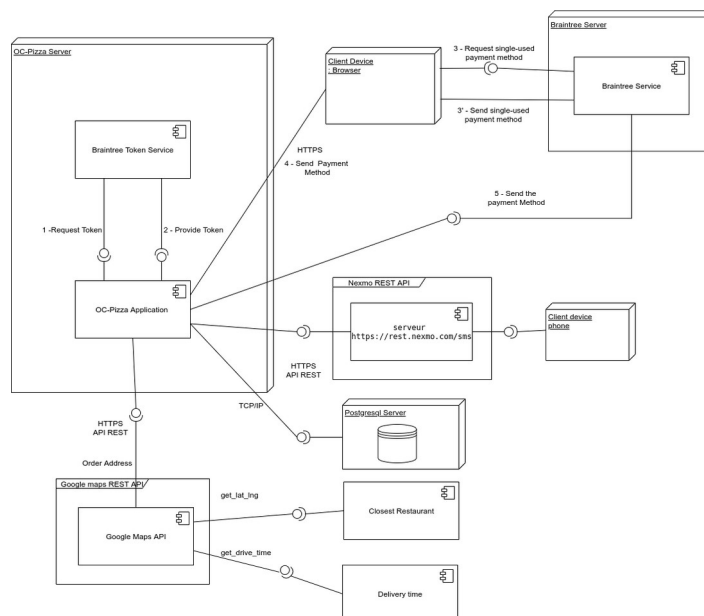 OC-Pizza Server
Braintree Token Service
1 -Request Token
2 - Provide Token
OC-Pizza Application
Client Device
: Browser
3 - Request single-used
payment method
3' - Send single-used
payment method
Braintree Server
Braintree Service
HTTPS
4 - Send Payment
Method
5 - Send the
payment Method
Nexmo REST API
serveur
https://rest.nexmo.com/sms
Client device
phone
HTTPS
API REST
TCP/IP
Postgresql Server
HTTPS
API REST
Order Address
Google maps REST API
Google Maps API
get_lat_lng
Closest Restaurant
get_drive_time
Delivery time